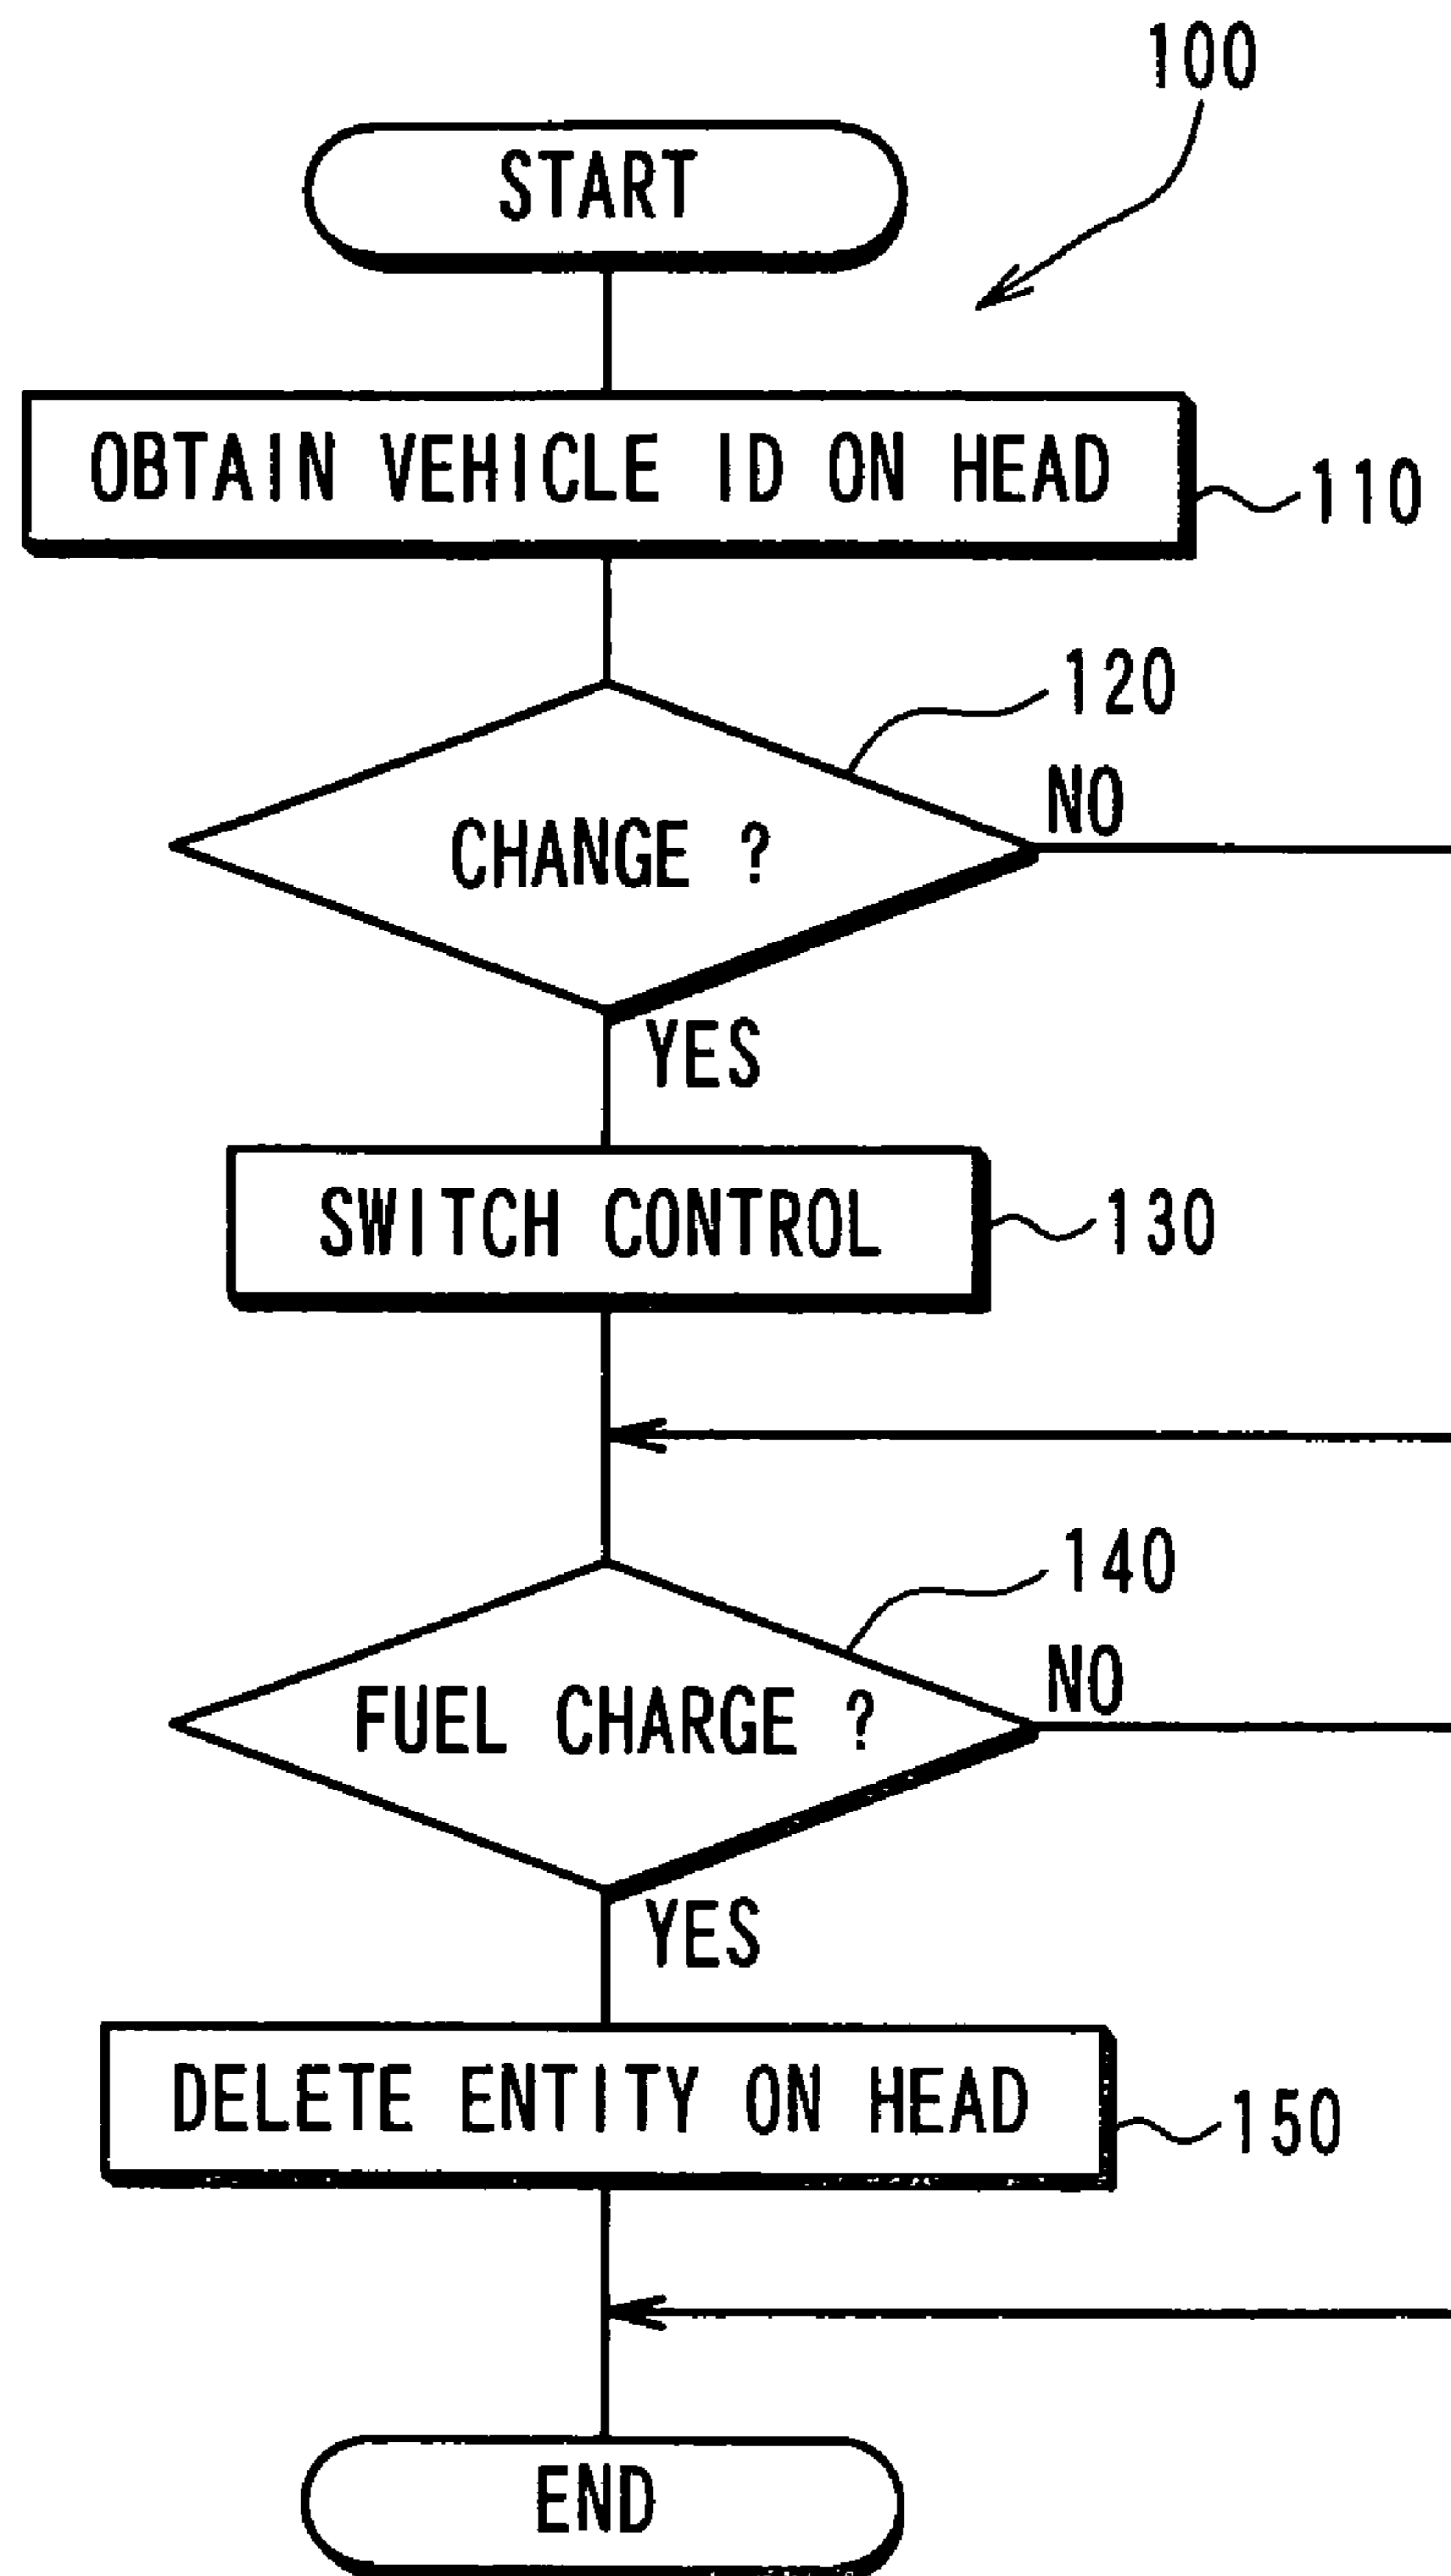 100
START
OBTAIN VEHICLE ID ON HEAD
110
120
NO
CHANGE ?
YES
SWITCH CONTROL
130
140
NO
FUEL CHARGE ?
YES
DELETE ENTITY ON HEAD
150
END